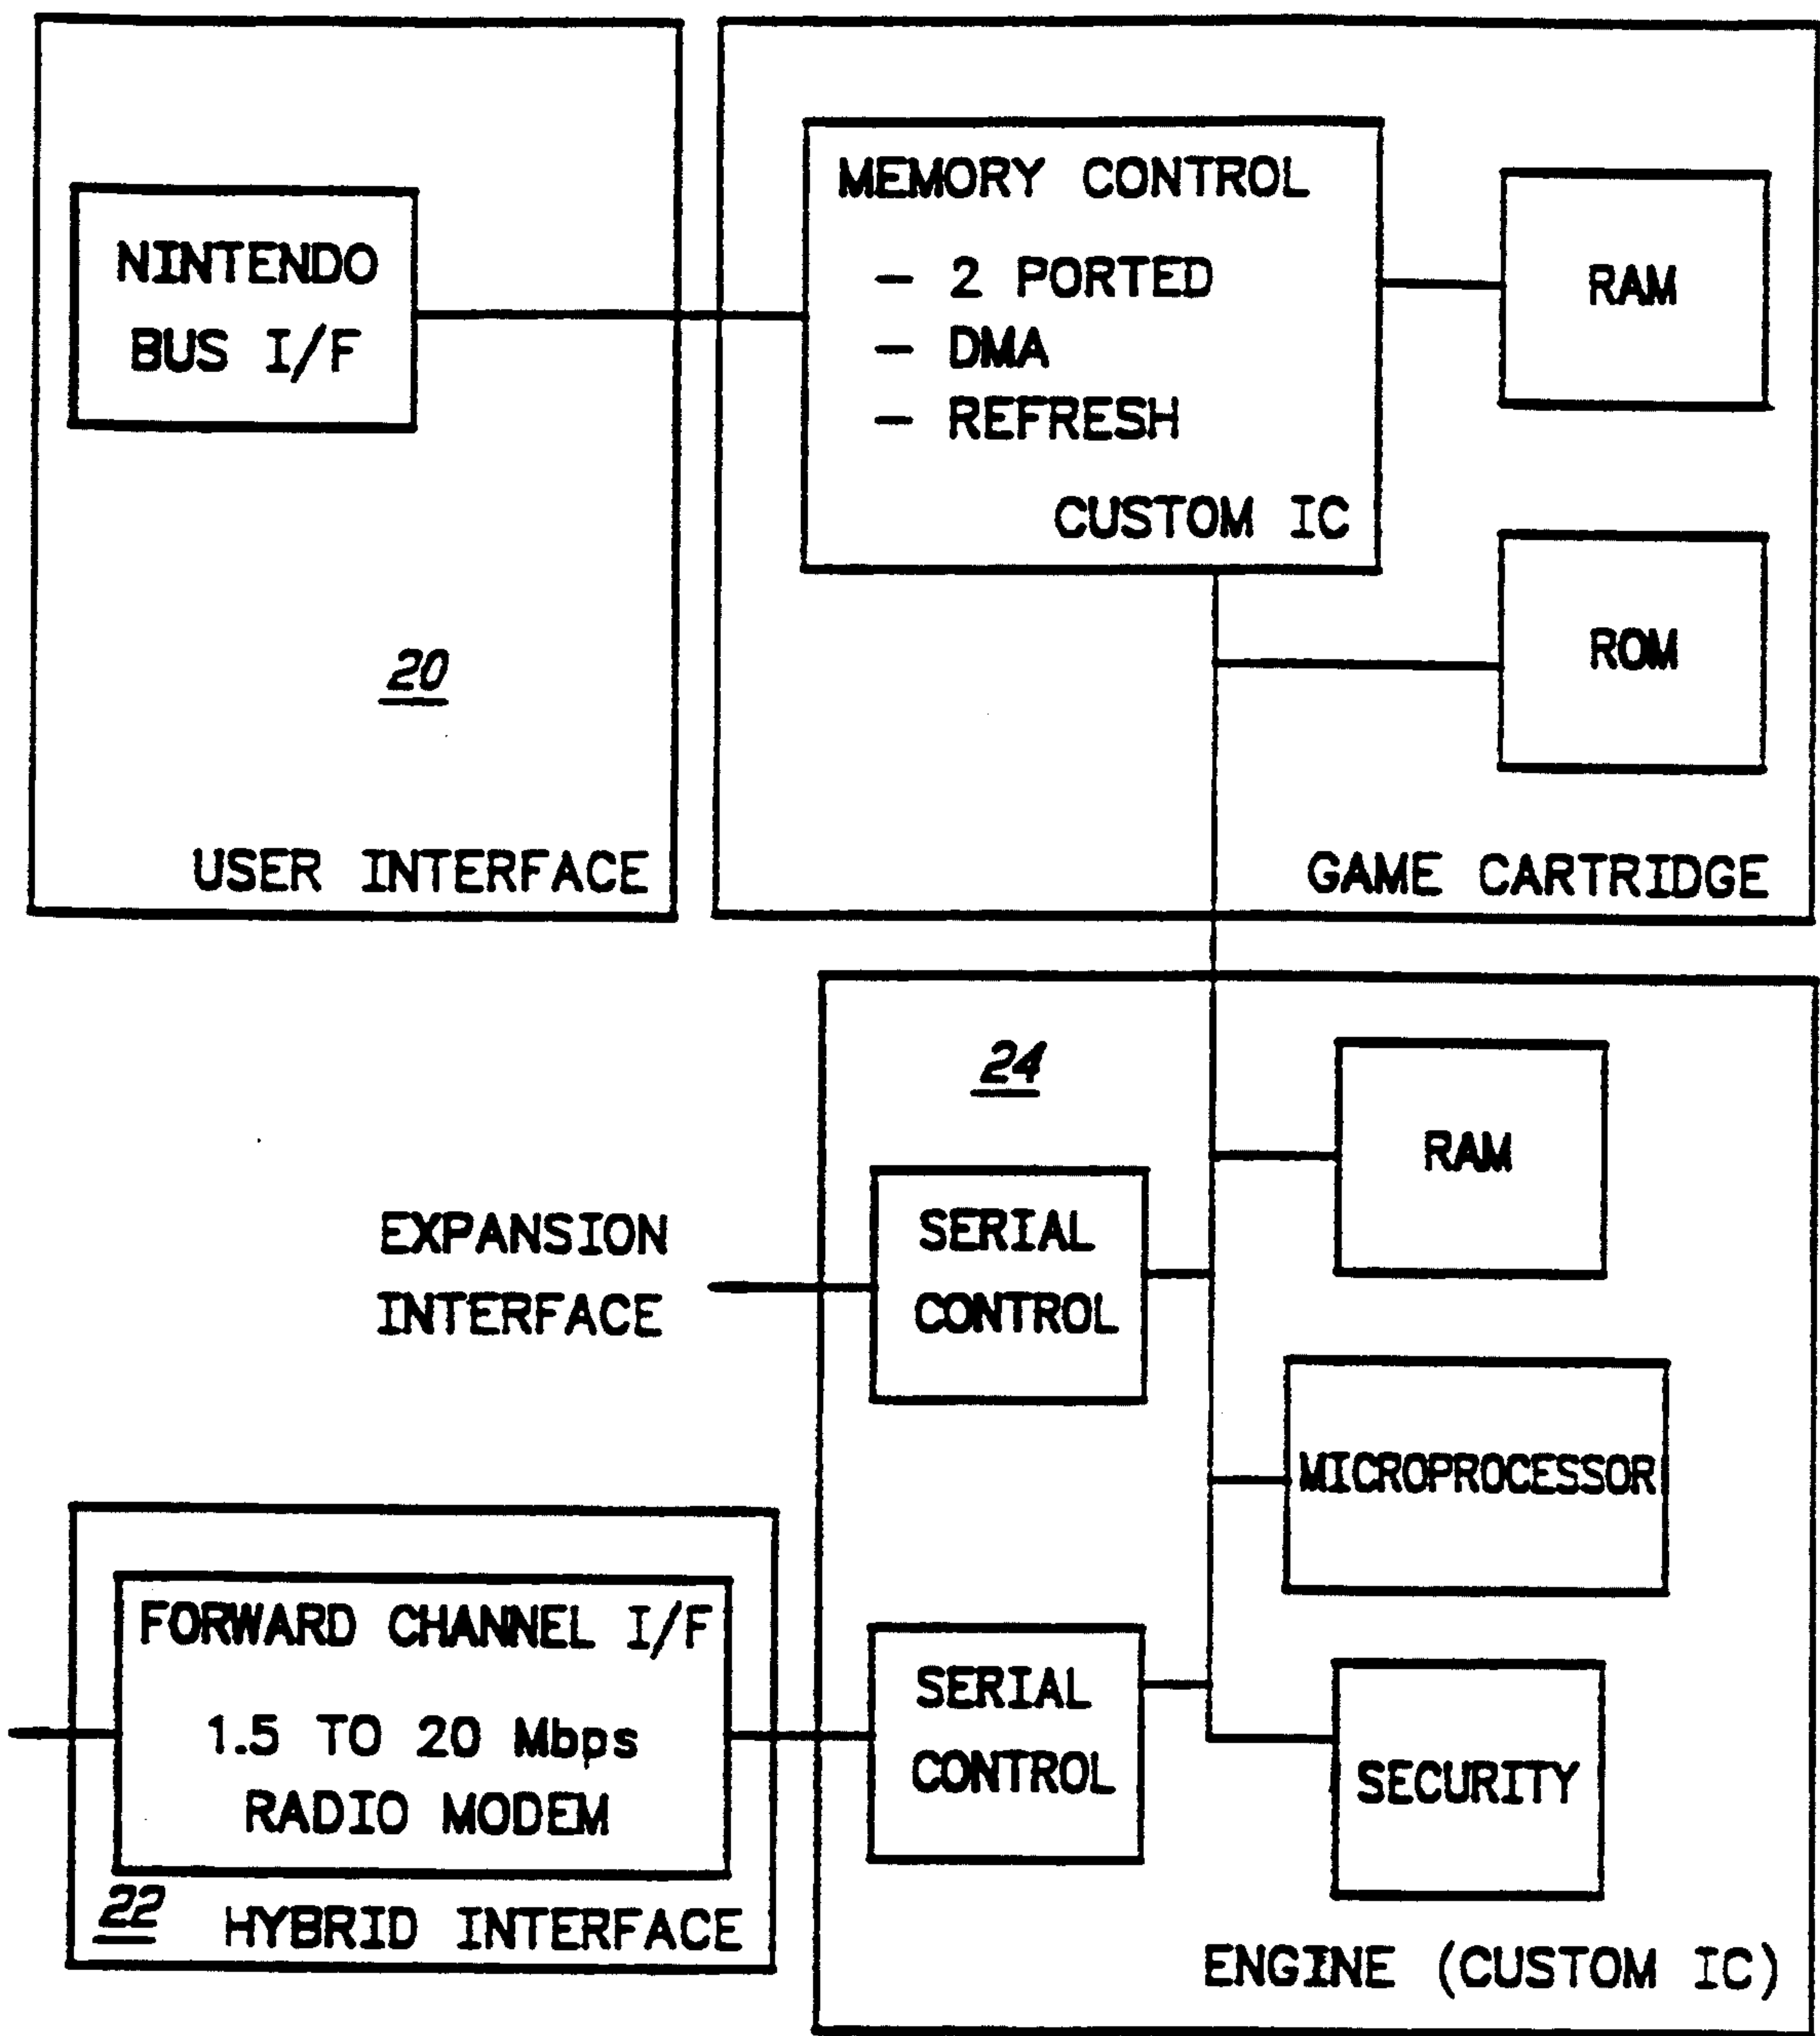 NINTENDO
BUS I/F
20
USER INTERFACE
MEMORY CONTROL
- 2 PORTED
- DMA
- REFRESH
CUSTOM IC
RAM
ROM
GAME CARTRIDGE
24
RAM
EXPANSION
INTERFACE
SERIAL
CONTROL
MICROPROCESSOR
FORWARD CHANNEL I/F
1.5 TO 20 Mbps
RADIO MODEM
22 HYBRID INTERFACE
SERIAL
CONTROL
SECURITY
ENGINE (CUSTOM IC)